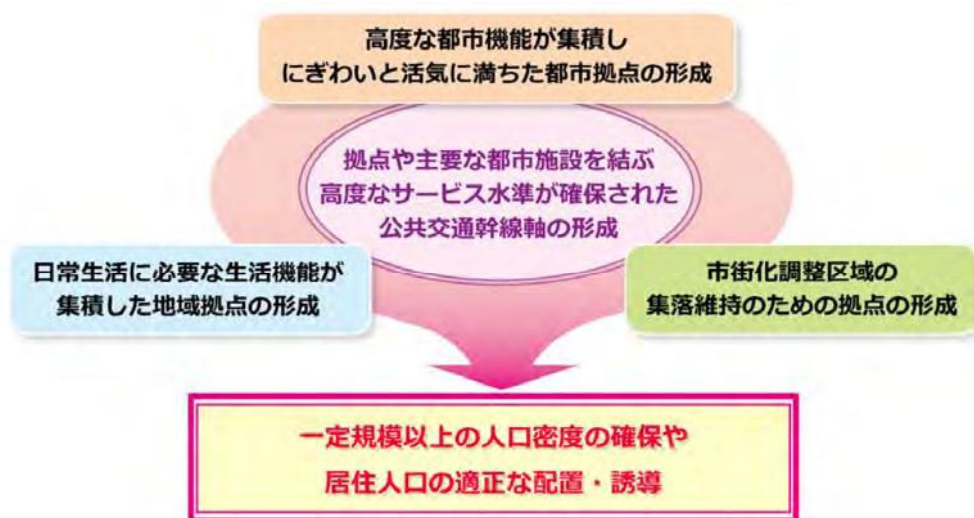 高度な都市機能が集積し
にぎわいと活気に満ちた都市拠点の形成
拠点や主要な都市施設を結ぶ
高度なサービス水準が確保された
公共交通幹線軸の形成
日常生活に必要な生活機能が
集積した地域拠点の形成
市街化調整区域の
集落維持のための拠点の形成
一定規模以上の人口密度の確保や
居住人口の適正な配置・誘導